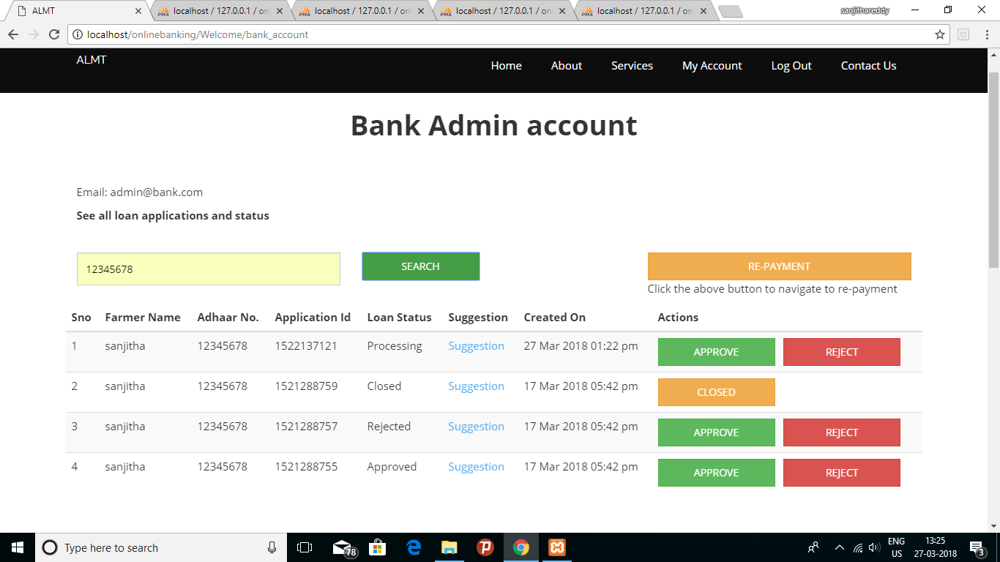 ALMT
localhost / 127.0.0.1 / on
localhost / 127.0.0.1 / on
localhost / 127.0.0.1 / on
localhost / 127.0.0.1 / on
sanjithareddy
localhost/onlinebanking/Welcome/bank_account
ALMT Home About Services My Account Log Out Contact Us
Bank Admin account
Email: admin@bank.com
See all loan applications and status
12345678 SEARCH RE-PAYMENT
Click the above button to navigate to re-payment
Sno Farmer Name Adhaar No. Application Id Loan Status Suggestion Created On Actions
1 sanjitha 12345678 1522137121 Processing Suggestion 27 Mar 2018 01:22 pm APPROVE REJECT
2 sanjitha 12345678 1521288759 Closed Suggestion 17 Mar 2018 05:42 pm CLOSED
3 sanjitha 12345678 1521288757 Rejected Suggestion 17 Mar 2018 05:42 pm APPROVE REJECT
4 sanjitha 12345678 1521288755 Approved Suggestion 17 Mar 2018 05:42 pm APPROVE REJECT
Type here to search
78
ENG
US
13:25
27-03-2018
3